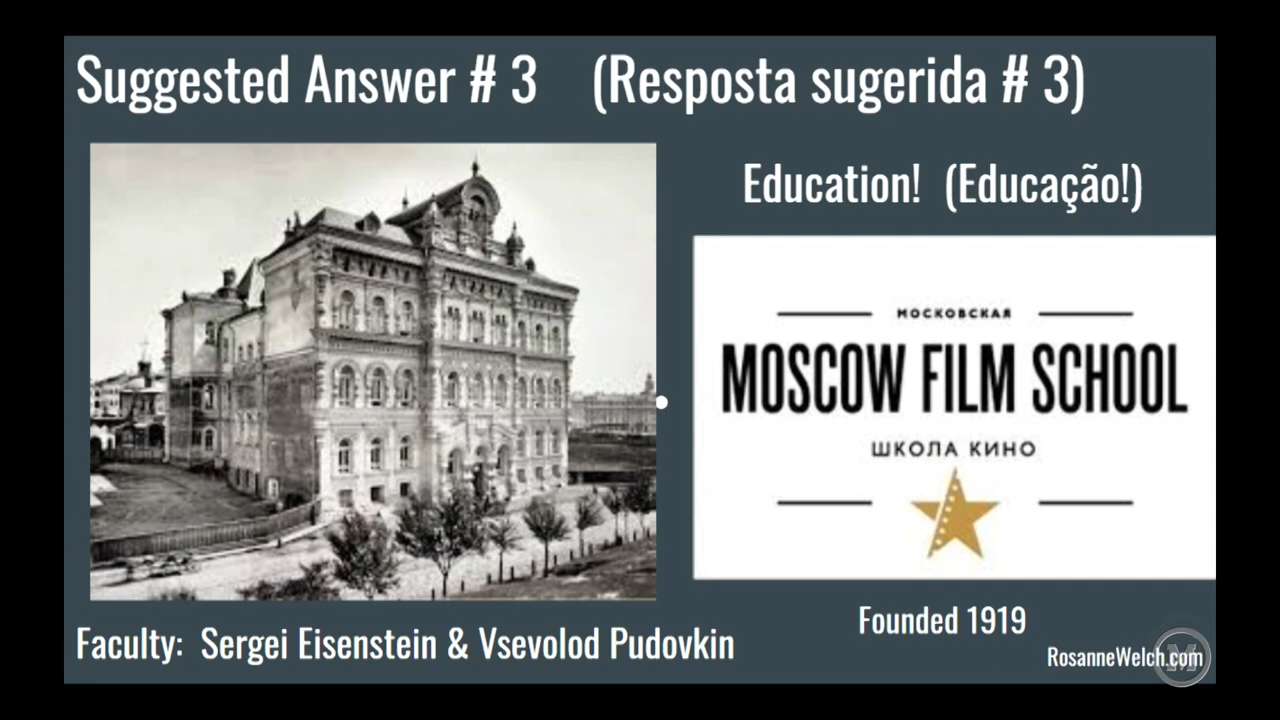 Suggested Answer # 3 (Resposta sugerida # 3)
Education! (Educação!)
МОСКОВСКАЯ
MOSCOW FILM SCHOOL
ШКОЛА КИНО
Founded 1919
Faculty: Sergei Eisenstein & Vsevolod Pudovkin
RosanneWelch.com
M